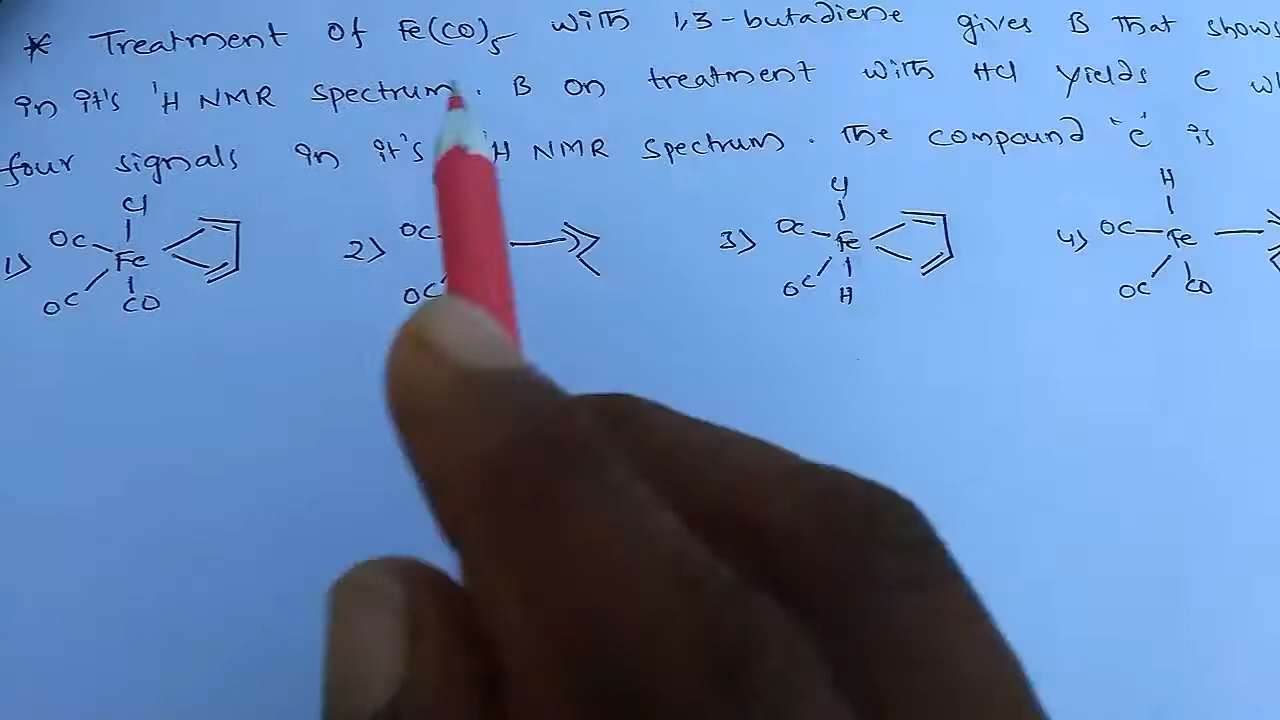 * Treatment of Fe(CO)5 with 1,3-butadiene gives B that shows
in it's 1H NMR spectrum. B on treatment with HCl yields C
four signals in it's H NMR spectrum. The compound "C" is
1) Cl OC Fe OC CO
2) OC OC
3) Cl OC Fe OC H
4) H OC Fe OC CO